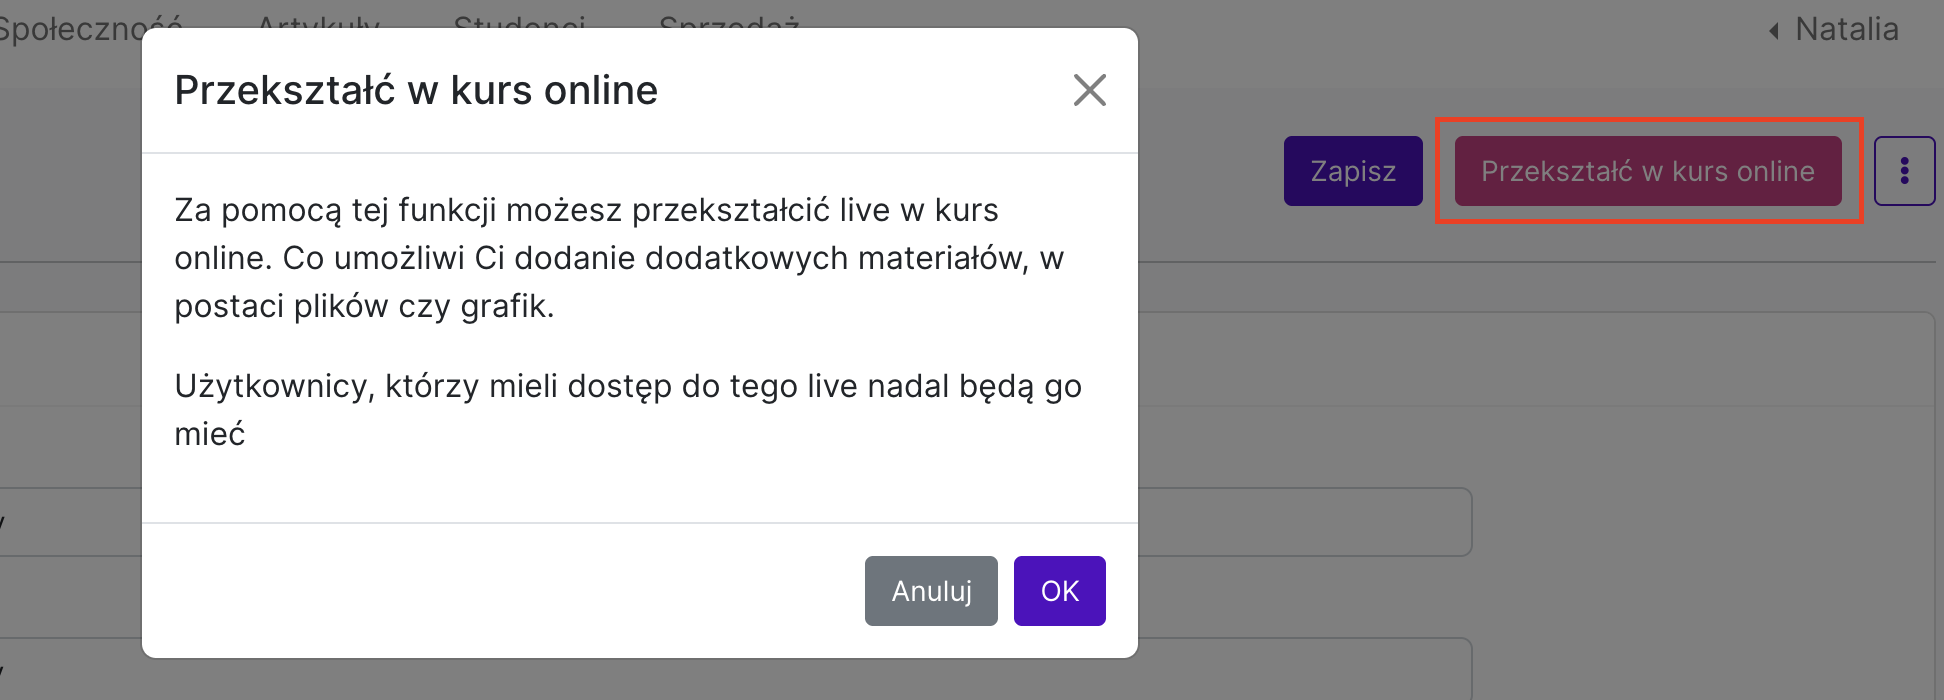 Społeczność Artykuły Studenci Sprzedaż Natalia
Przekształć w kurs online
Zapisz Przekształć w kurs online
Za pomocą tej funkcji możesz przekształcić live w kurs
online. Co umożliwi Ci dodanie dodatkowych materiałów, w
postaci plików czy grafik.
Użytkownicy, którzy mieli dostęp do tego live nadal będą go
mieć
Anuluj OK